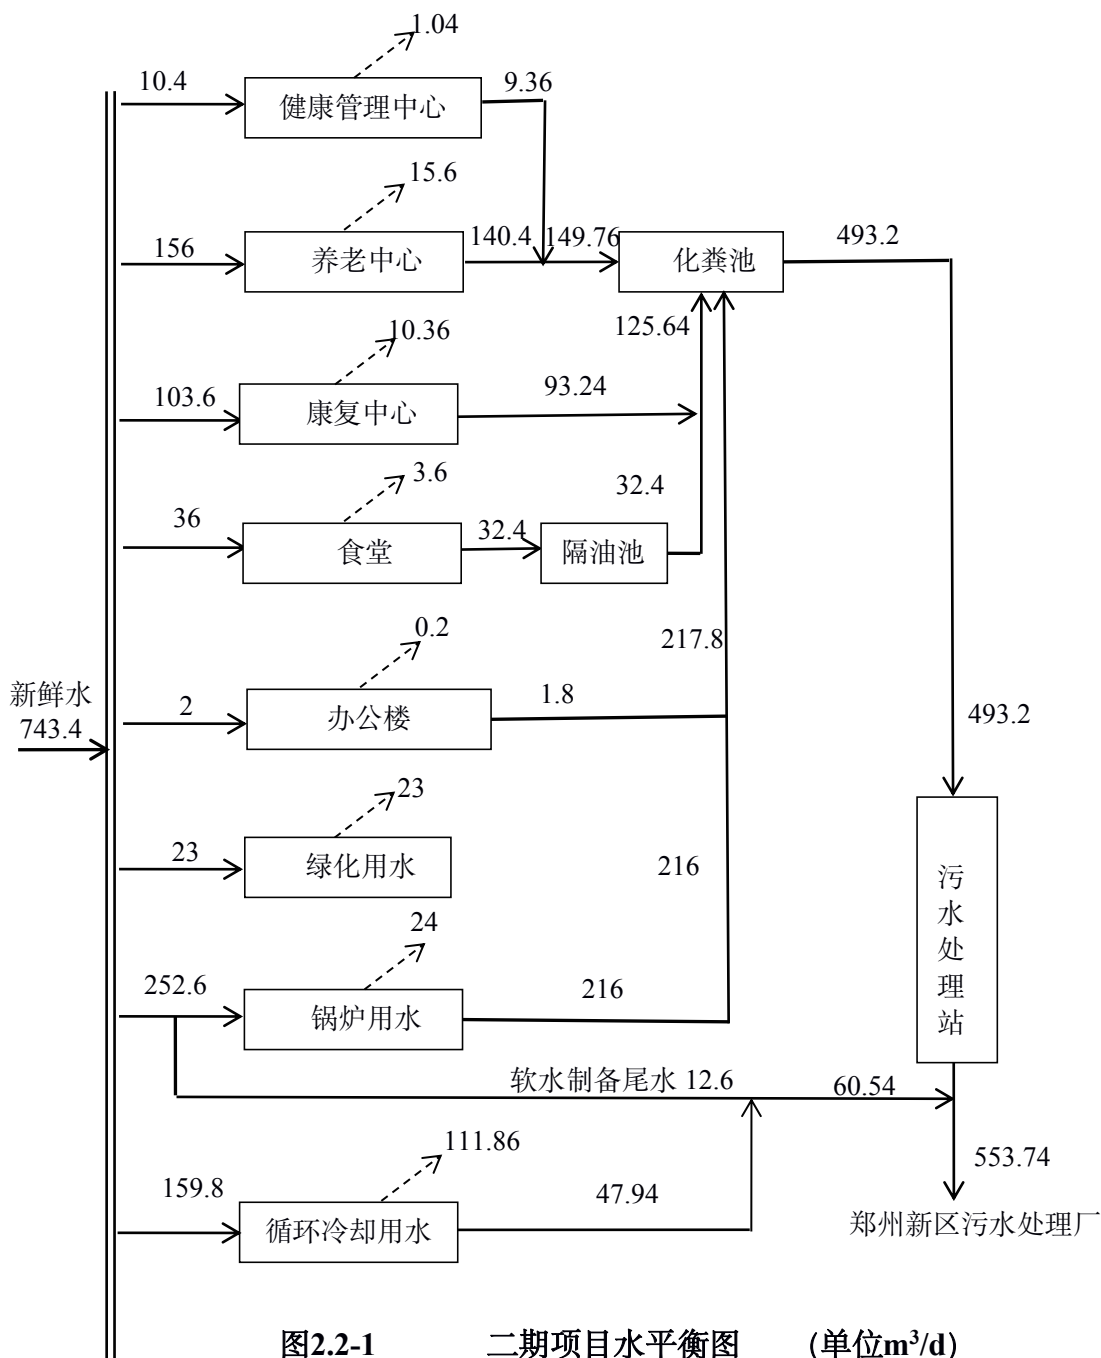 1.04
10.4
健康管理中心
9.36
15.6
156
养老中心
140.4
149.76
化粪池
493.2
10.36
125.64
103.6
康复中心
93.24
3.6
36
食堂
32.4
隔油池
32.4
0.2
217.8
新鲜水
743.4
2
办公楼
1.8
493.2
23
23
绿化用水
216
污水处理站
24
252.6
锅炉用水
216
软水制备尾水 12.6
60.54
111.86
159.8
循环冷却用水
47.94
553.74
郑州新区污水处理厂
图2.2-1 二期项目水平衡图 (单位m³/d)